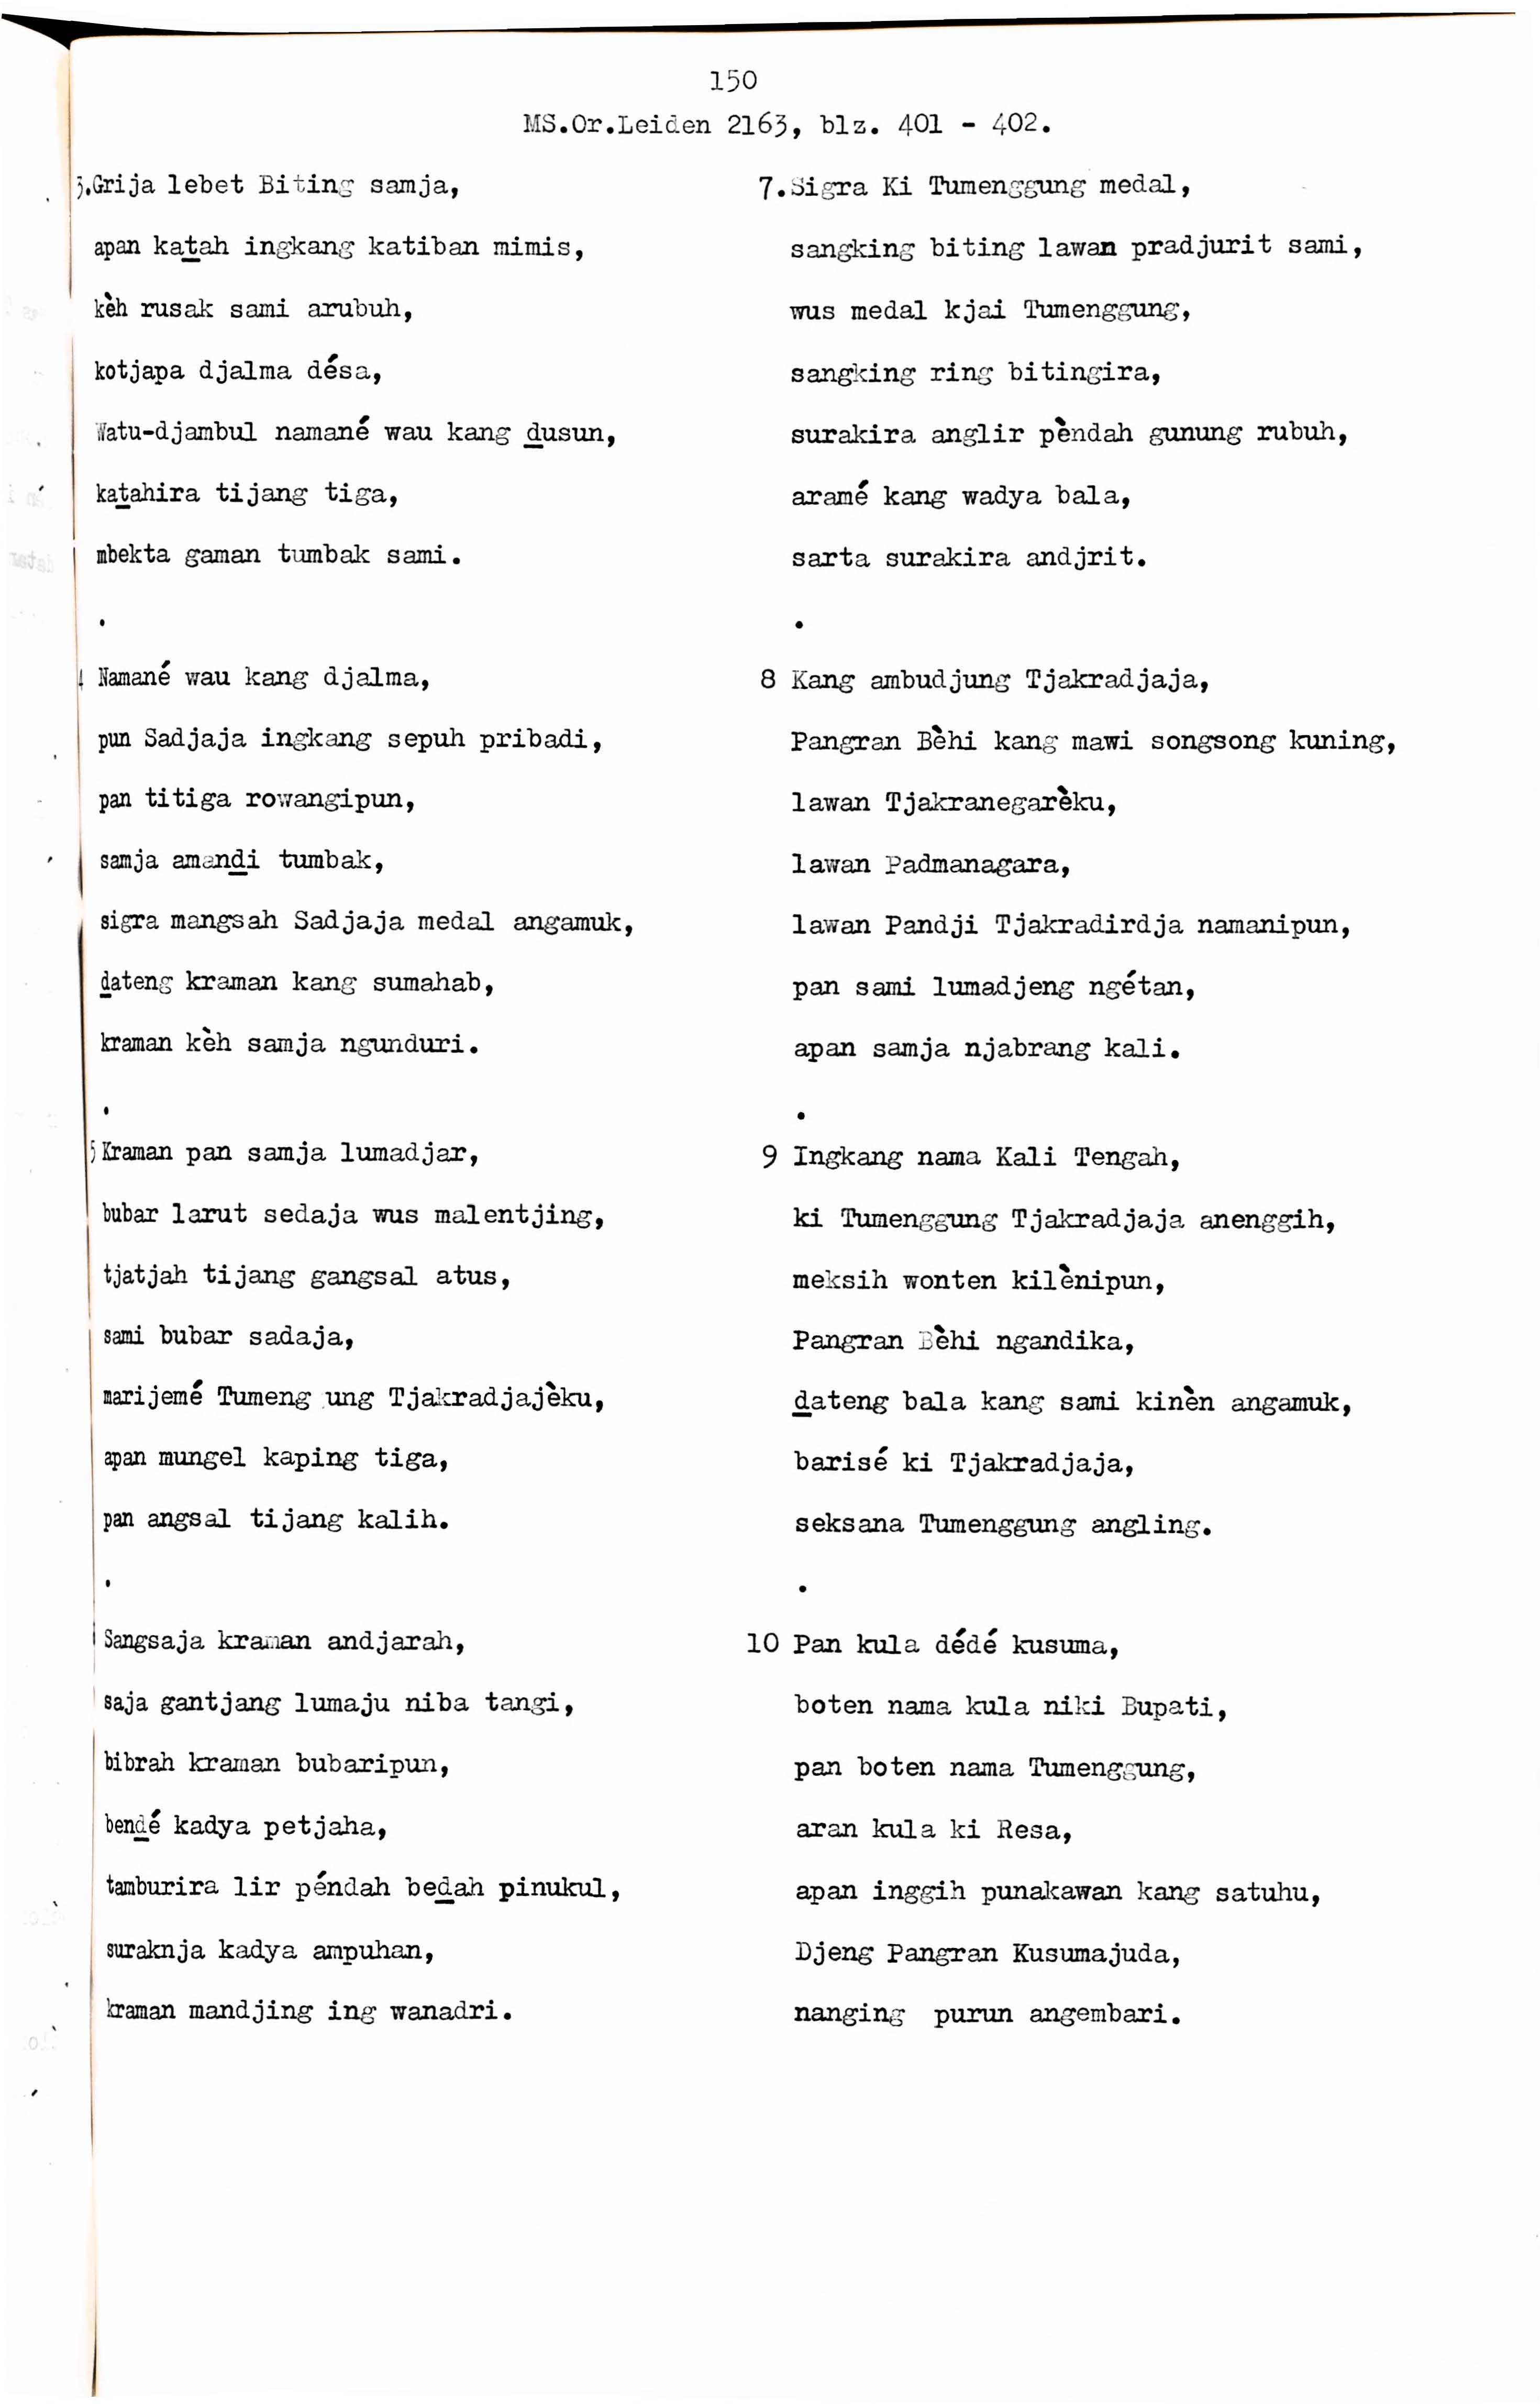 150
MS.Or.Leiden 2163, blz. 401 - 402.
3.Grija lebet Biting samja,
apan kaṯah ingkang katiban mimis,
kèh rusak sami arubuh,
kotjapa djalma désa,
Watu-djambul namané wau kang ḏusun,
kaṯahira tijang tiga,
mbekta gaman tumbak sami.
.
4 Namané wau kang djalma,
pun Sadjaja ingkang sepuh pribadi,
pan titiga rowangipun,
samja amanḏi tumbak,
sigra mangsah Sadjaja medal angamuk,
ḏateng kraman kang sumahab,
kraman kèh samja ngunduri.
.
5 Kraman pan samja lumadjar,
bubar larut sedaja wus malentjing,
tjatjah tijang gangsal atus,
sami bubar sadaja,
marijemé Tumeng ung Tjakradjajèku,
apan mungel kaping tiga,
pan angsal tijang kalih.
.
Sangsaja kraman andjarah,
saja gantjang lumaju niba tangi,
bibrah kraman bubaripun,
benḏé kadya petjaha,
tamburira lir péndah beḏah pinukul,
suraknja kadya ampuhan,
kraman mandjing ing wanadri.
7.Sigra Ki Tumenggung medal,
sangking biting lawan pradjurit sami,
wus medal kjai Tumenggung,
sangking ring bitingira,
surakira anglir pèndah gunung rubuh,
aramé kang wadya bala,
sarta surakira andjrit.
.
8 Kang ambudjung Tjakradjaja,
Pangran Bèhi kang mawi songsong kuning,
lawan Tjakranegarèku,
lawan Padmanagara,
lawan Pandji Tjakradirdja namanipun,
pan sami lumadjeng ngétan,
apan samja njabrang kali.
.
9 Ingkang nama Kali Tengah,
ki Tumenggung Tjakradjaja anenggih,
meksih wonten kilènipun,
Pangran Bèhi ngandika,
ḏateng bala kang sami kinèn angamuk,
barisé ki Tjakradjaja,
seksana Tumenggung angling.
.
10 Pan kula dédé kusuma,
boten nama kula niki Bupati,
pan boten nama Tumenggung,
aran kula ki Resa,
apan inggih punakawan kang satuhu,
Djeng Pangran Kusumajuda,
nanging purun angembari.